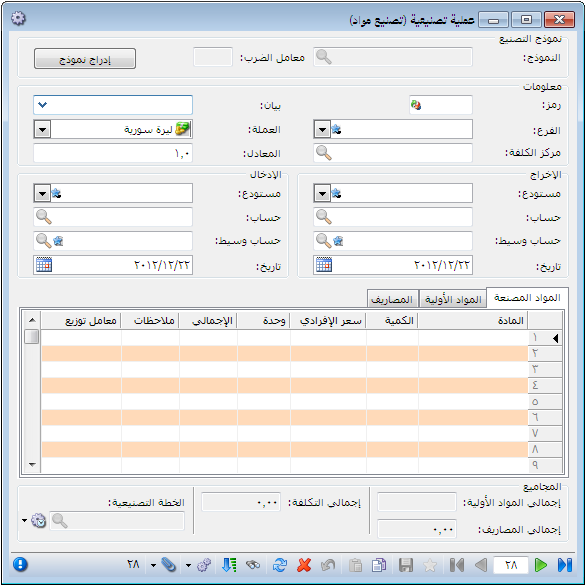 عملية تصنيعية (تصنيع مواد)
نموذج التصنيع
النموذج: معامل الضرب: إدراج نموذج
معلومات
رمز: بيان:
الفرع: العملة: ليرة سورية
مركز الكلفة: المعادل: ١,٠
الإخراج الادخال
مستودع: مستودع:
حساب: حساب:
حساب وسيط: حساب وسيط:
تاريخ: ٢٠١٢/١٢/٢٢ تاريخ: ٢٠١٢/١٢/٢٢
المواد المصنعة المواد الأولية المصاريف
المادة الكمية سعر الإفرادي وحدة الإجمالي ملاحظات معامل توزيع
١
٢
٣
٤
٥
٦
٧
٨
٩
المجاميع
إجمالي المواد الأولية: إجمالي التكلفة: ٠,٠٠ الخطة التصنيعية:
إجمالي المصاريف: ٠,٠٠
٢٨ ٢٨